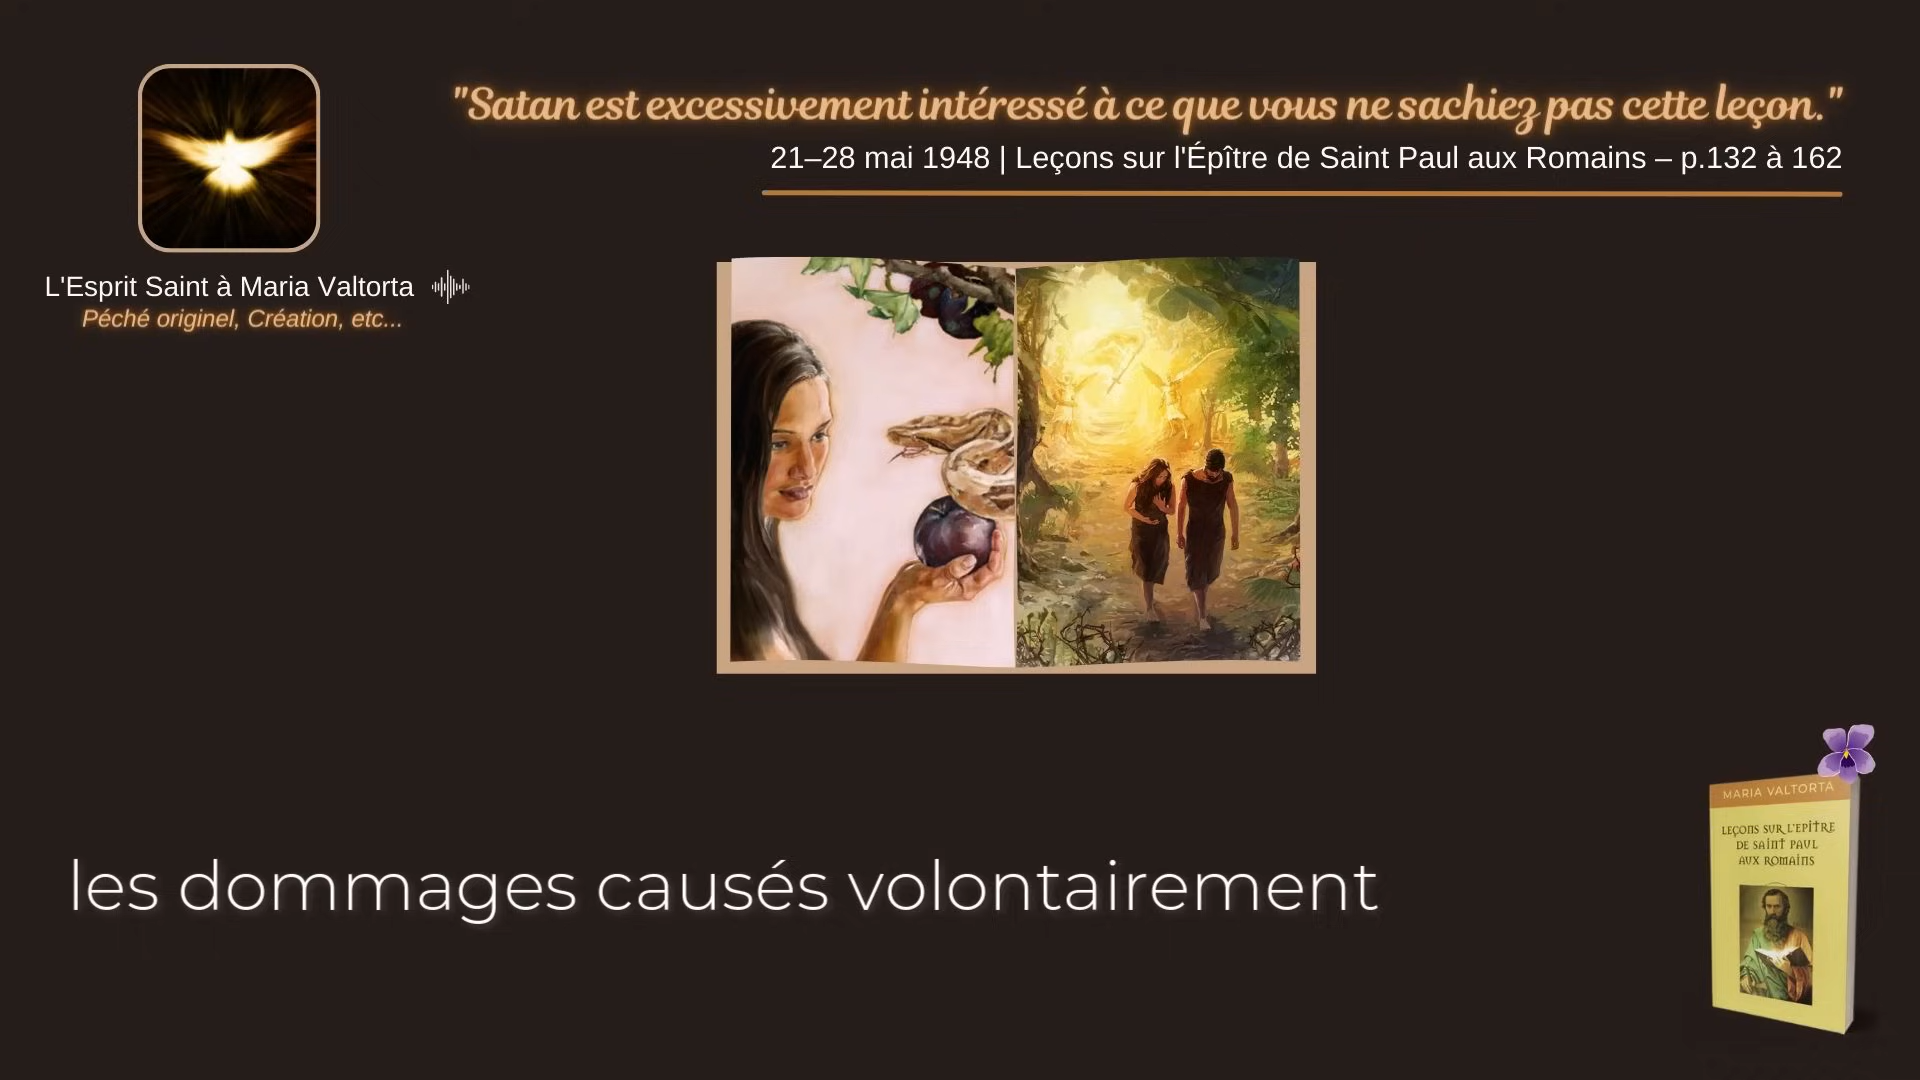 "Satan est excessivement intéressé à ce que vous ne sachiez pas cette leçon."
21–28 mai 1948 | Leçons sur l'Épître de Saint Paul aux Romains – p.132 à 162
L'Esprit Saint à Maria Valtorta
Péché originel, Création, etc...
les dommages causés volontairement
MARIA VALTORTA
LEÇONS SUR L'EPÎTRE
DE SAINT PAUL
AUX ROMAINS